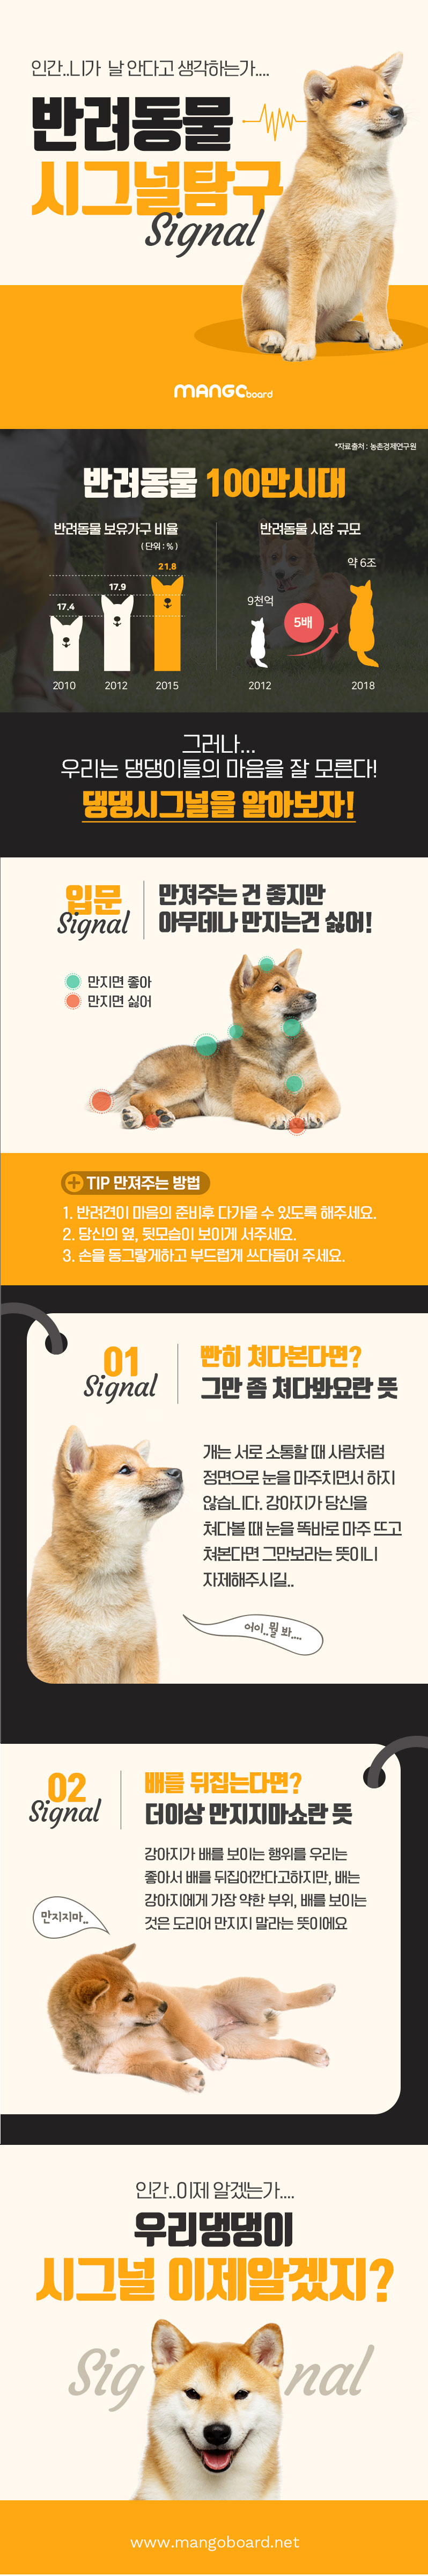 인간..니가 날 안다고 생각하는가....
반려동물
시그널탐구
Signal
MANGOboard
*자료출처 : 농촌경제연구원
반려동물 100만시대
반려동물 보유가구 비율
( 단위 : % )
21.8
17.9
17.4
2010 2012 2015
반려동물 시장 규모
약 6조
9천억
5배
2012 2018
그러나...
우리는 댕댕이들의 마음을 잘 모른다!
댕댕시그널을 알아보자!
입문
Signal
만져주는 건 좋지만
아무데나 만지는건 싫어!
만지면 좋아
만지면 싫어
TIP 만져주는 방법
1. 반려견이 마음의 준비후 다가올 수 있도록 해주세요.
2. 당신의 옆, 뒷모습이 보이게 서주세요.
3. 손을 동그랗게하고 부드럽게 쓰다듬어 주세요.
01
Signal
빤히 쳐다본다면?
그만 좀 쳐다봐요란 뜻
개는 서로 소통할 때 사람처럼
정면으로 눈을 마주치면서 하지
않습니다. 강아지가 당신을
쳐다볼 때 눈을 똑바로 마주 뜨고
쳐본다면 그만보라는 뜻이니
자제해주시길..
어이..뭘 봐....
02
Signal
배를 뒤집는다면?
더이상 만지지마쇼란 뜻
강아지가 배를 보이는 행위를 우리는
좋아서 배를 뒤집어깐다고하지만, 배는
강아지에게 가장 약한 부위, 배를 보이는
것은 도리어 만지지 말라는 뜻이에요
만지지마..
인간..이제 알겠는가....
우리댕댕이
시그널 이제알겠지?
Signal
www.mangoboard.net